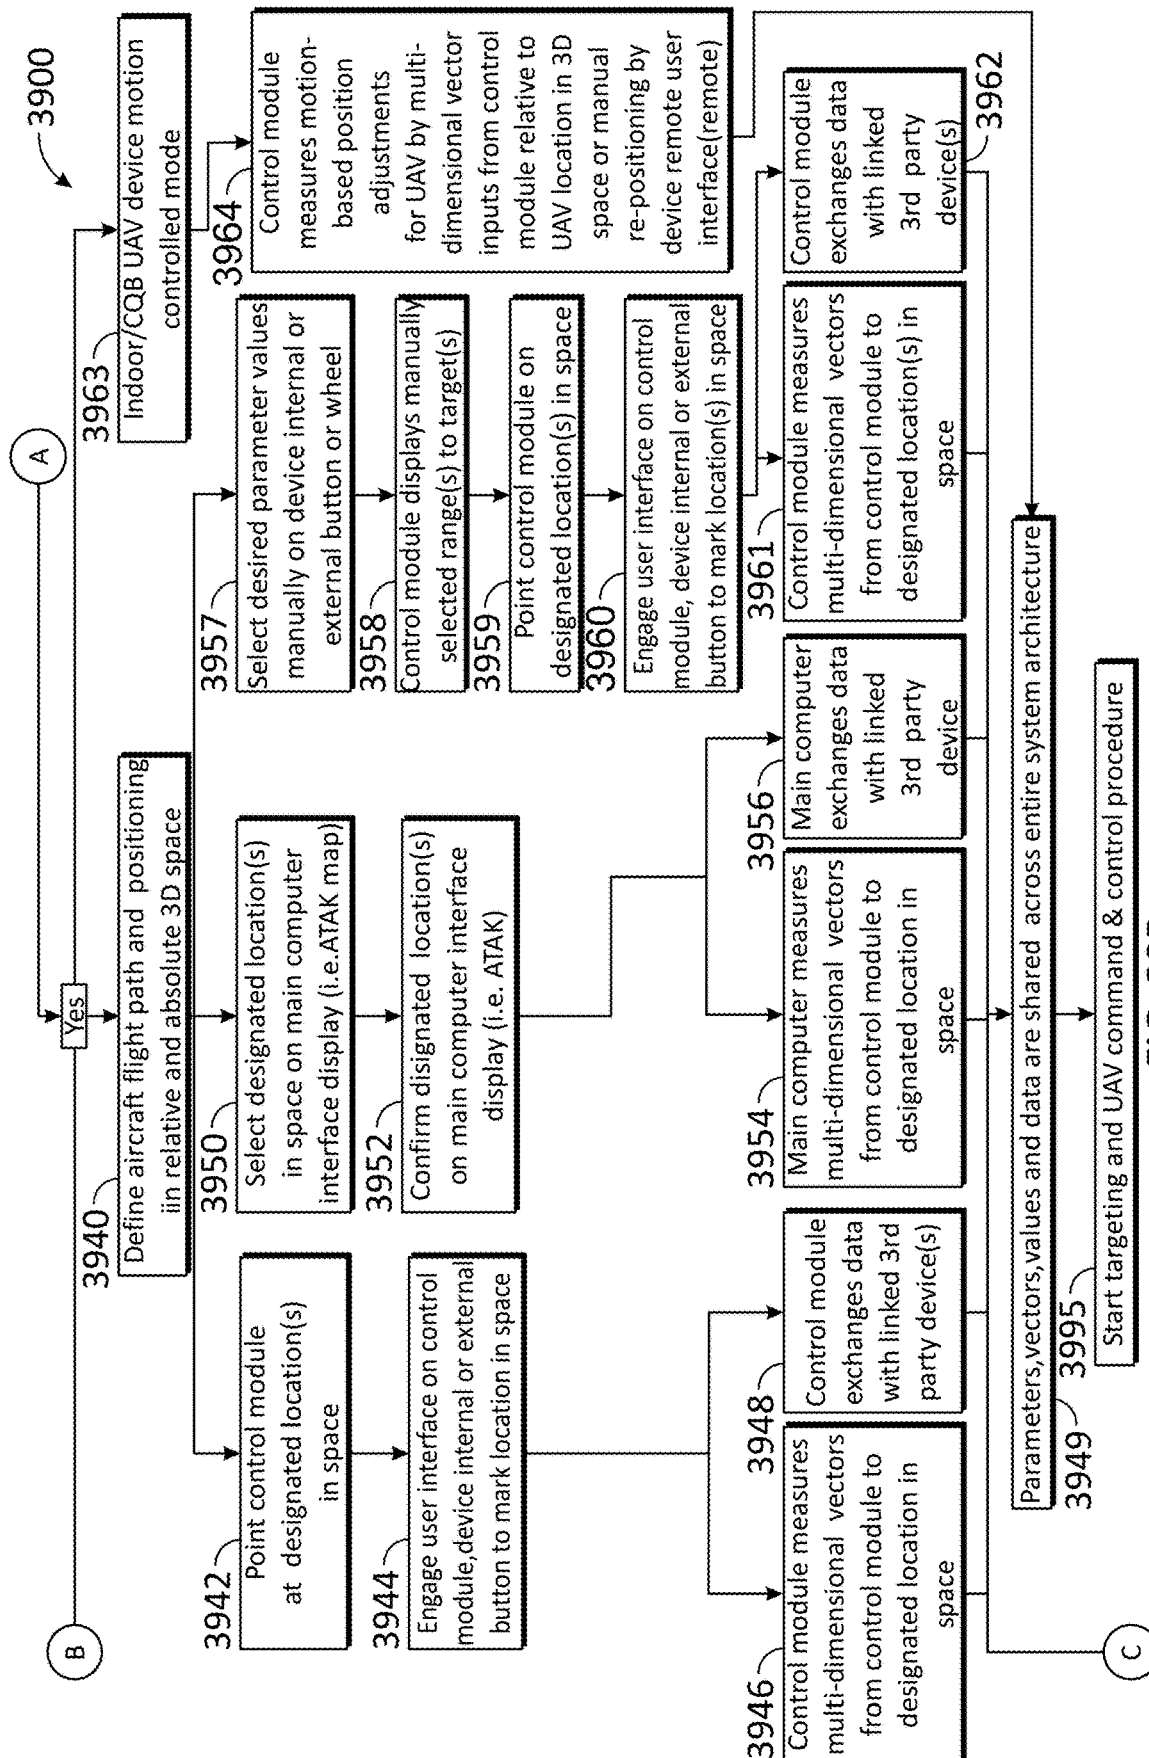 3900
A
B
Yes
3940
Define aircraft flight path and positioning
iin relative and absolute 3D space
3963
Indoor/CQB UAV device motion
controlled mode
3942
Point control module
at designated location(s)
in space
3944
Engage user interface on control
module,device internal or external
button to mark location in space
3950
Select designated location(s)
in space on main computer
interface display (i.e.ATAK map)
3952
Confirm disignated location(s)
on main computer interface
display (i.e. ATAK)
3957
Select desired parameter values
manually on device internal or
external button or wheel
3958
Control module displays manually
selected range(s) to target(s)
3959
Point control module on
designated location(s) in space
3960
Engage user interface on control
module, device internal or external
button to mark location(s) in space
3964
Control module
measures motion-
based position
adjustments
for UAV by multi-
dimensional vector
inputs from control
module relative to
UAV location in 3D
space or manual
re-positioning by
device remote user
interface(remote)
3946
Control module measures
multi-dimensional vectors
from control module to
designated location in
space
3948
Control module
exchanges data
with linked 3rd
party device(s)
3954
Main computer measures
multi-dimensional vectors
from control module to
designated location in
space
3956
Main computer
exchanges data
with linked
3rd party
device
3961
Control module measures
multi-dimensional vectors
from control module to
designated location(s) in
space
Control module
exchanges data
with linked
3rd party
device(s)
3962
3949
Parameters,vectors,values and data are shared across entire system architecture
3995
Start targeting and UAV command & control procedure
C